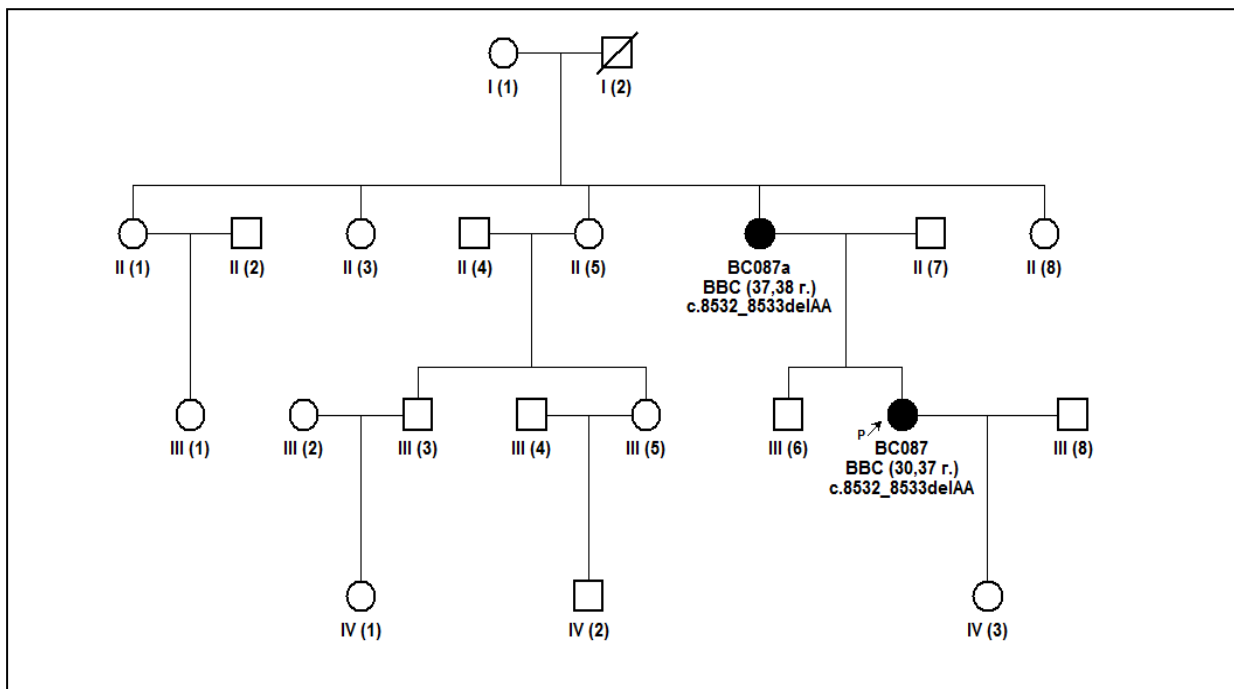 I (1) I (2)
II (1) II (2) II (3) II (4) II (5) BC087a II (7) II (8)
BBC (37,38 г.)
c.8532_8533delAA
III (1) III (2) III (3) III (4) III (5) III (6) P BC087 III (8)
BBC (30,37 г.)
c.8532_8533delAA
IV (1) IV (2) IV (3)